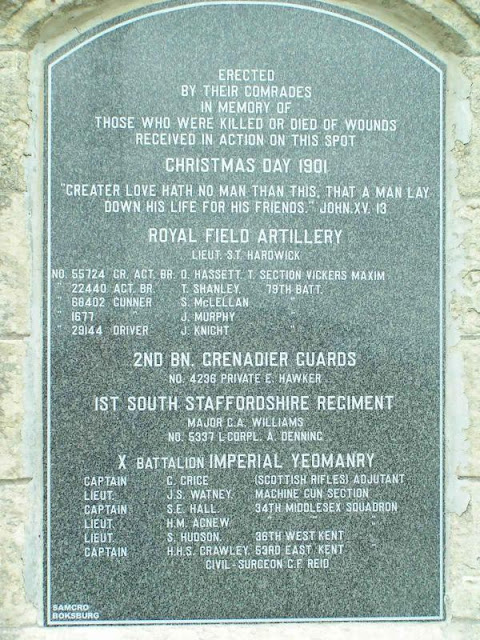 ERECTED
BY THEIR COMRADES
IN MEMORY OF
THOSE WHO WERE KILLED OR DIED OF WOUNDS
RECEIVED IN ACTION ON THIS SPOT
CHRISTMAS DAY 1901
"GREATER LOVE HATH NO MAN THAN THIS, THAT A MAN LAY
DOWN HIS LIFE FOR HIS FRIENDS." JOHN.XV. 13
ROYAL FIELD ARTILLERY
LIEUT. S.T. HARDWICK
NO. 55724 GR. ACT. BR. O. HASSETT. T. SECTION VICKERS MAXIM
" 22440 ACT. BR. T. SHANLEY. 79TH BATT.
" 68402 GUNNER S. McLELLAN "
" 1677 " J. MURPHY
" 29144 DRIVER J. KNIGHT
2ND BN. GRENADIER GUARDS
NO. 4236 PRIVATE E. HAWKER
1ST SOUTH STAFFORDSHIRE REGIMENT
MAJOR G.A. WILLIAMS
NO. 5337 L CORPL. A. DENNING
X BATTALION IMPERIAL YEOMANRY
CAPTAIN C. GRICE (SCOTTISH RIFLES) ADJUTANT
LIEUT. J.S. WATNEY. MACHINE GUN SECTION
CAPTAIN S.E. HALL. 34TH MIDDLESEX SQUADRON
LIEUT. H.M. AGNEW " " "
LIEUT. S. HUDSON. 36TH WEST KENT
CAPTAIN H.H.S. CRAWLEY. 53RD EAST KENT
CIVIL-SURGEON C.F. REID
SAMCRO
BOKSBURG